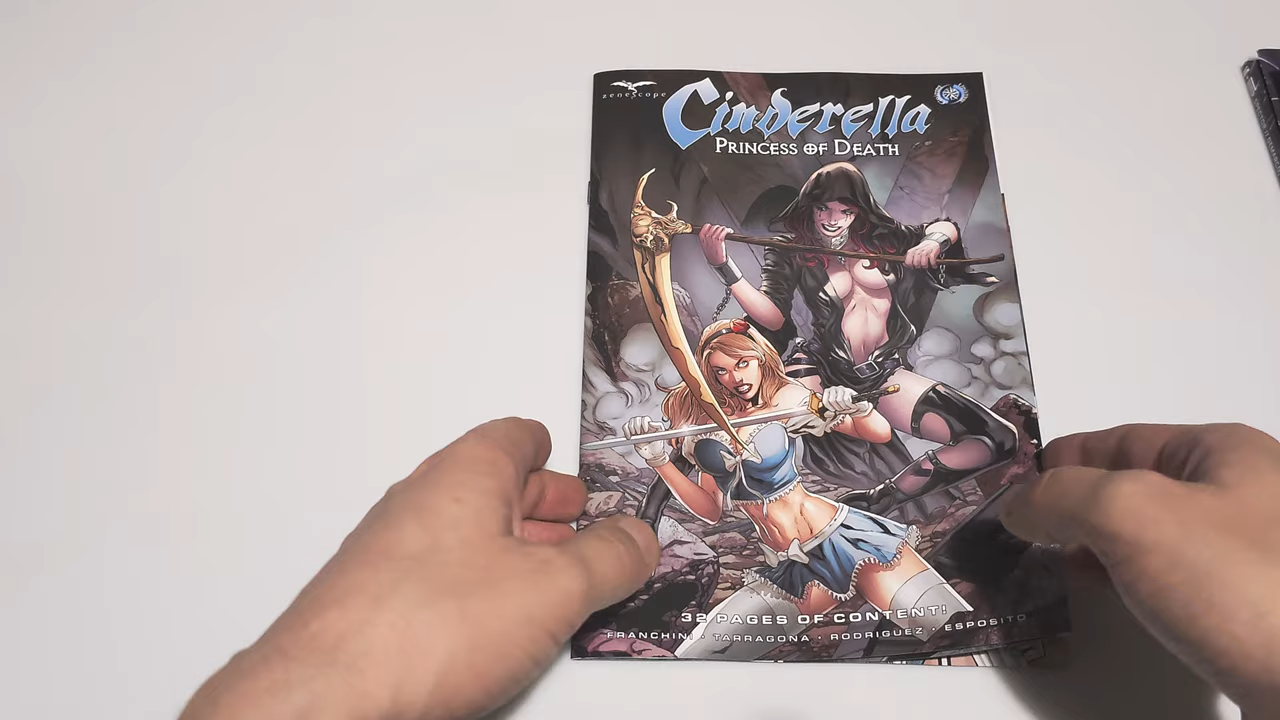 zenescope
Cinderella
PRINCESS OF DEATH
32 PAGES OF CONTENT!
FRANCHINI · TARRAGONA · RODRIGUEZ · ESPOSITO